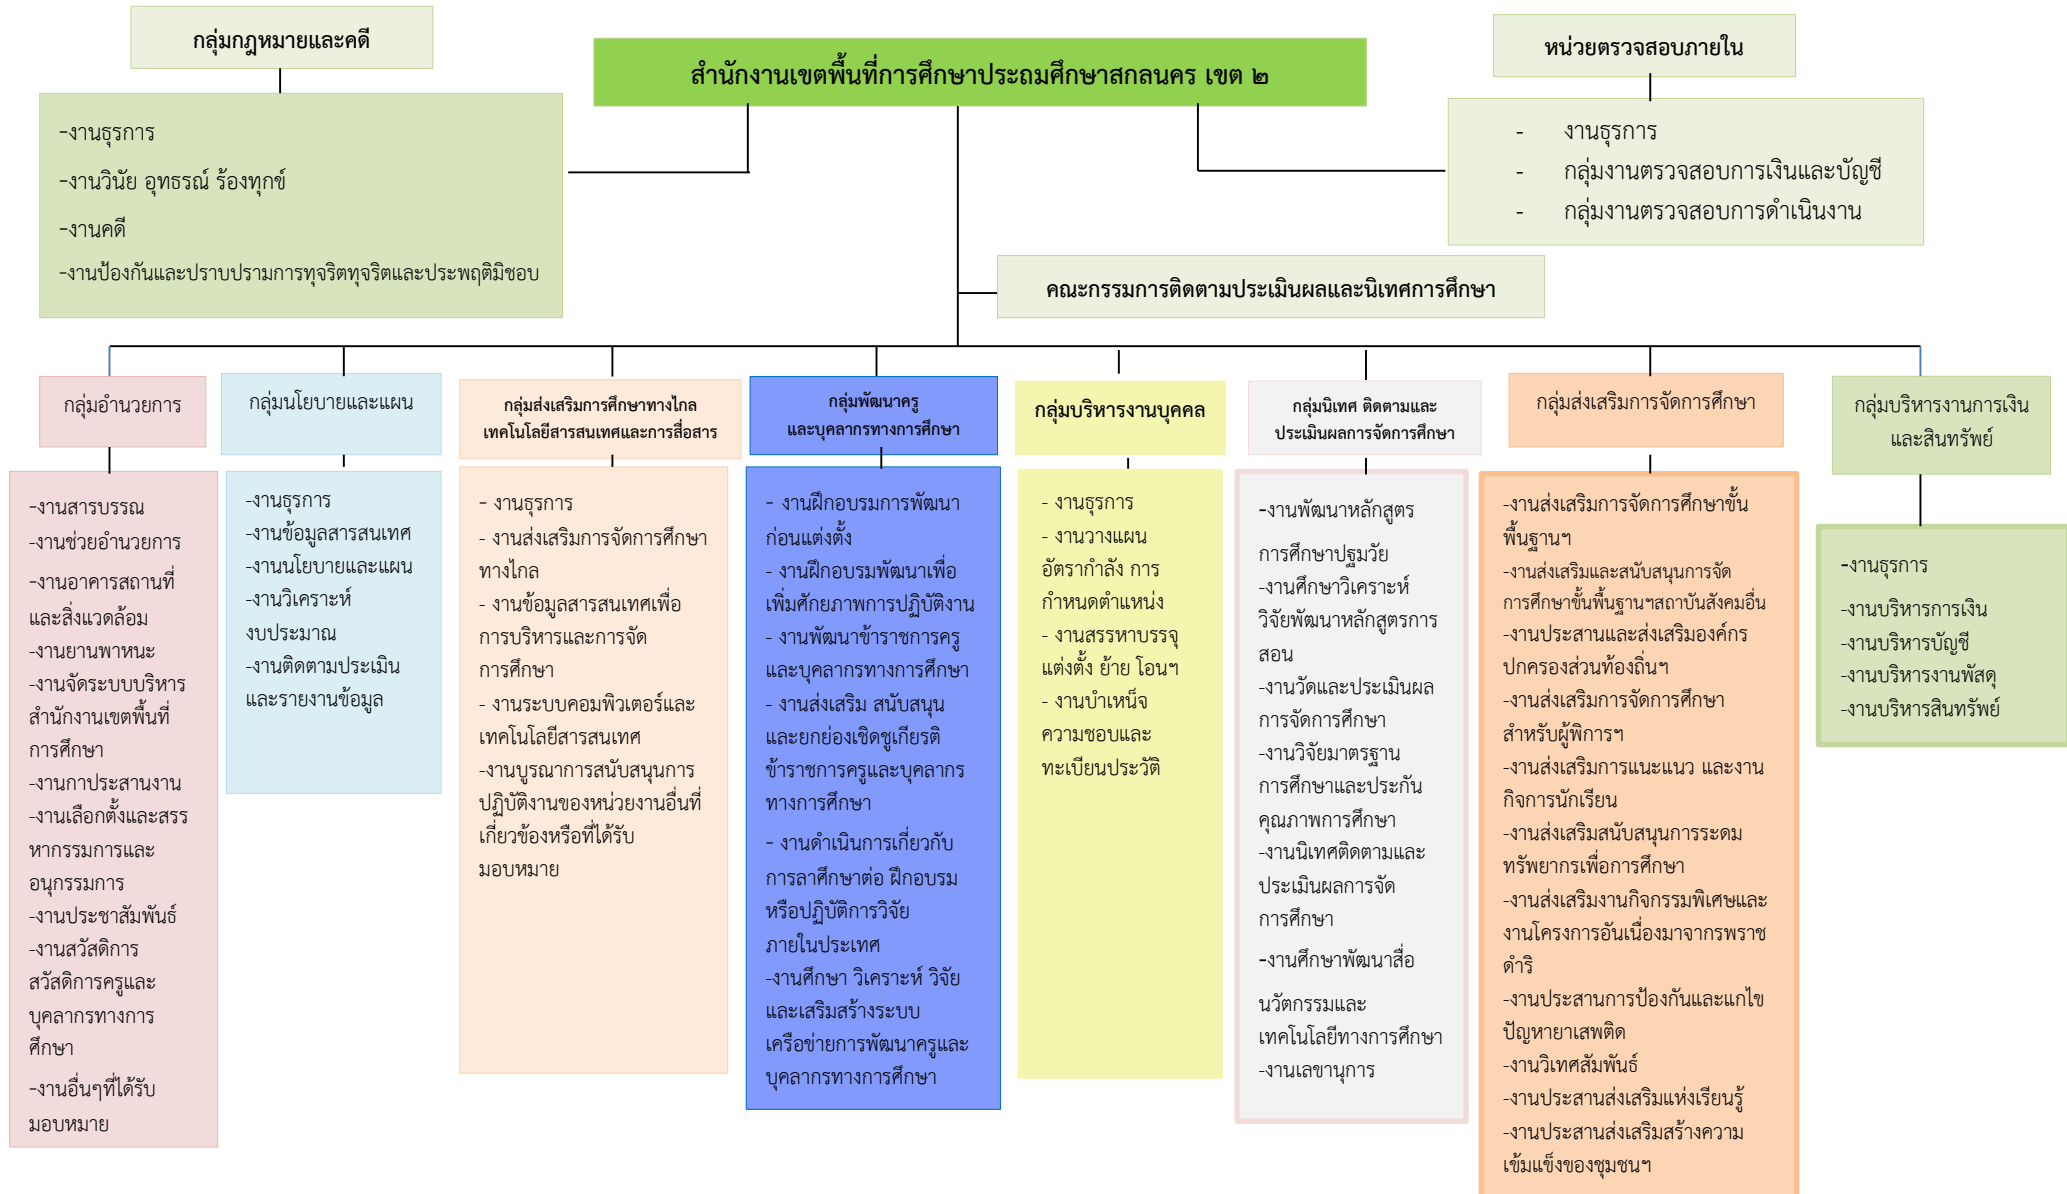 กลุ่มกฎหมายและคดี
สำนักงานเขตพื้นที่การศึกษาประถมศึกษาสกลนคร เขต ๒
หน่วยตรวจสอบภายใน
-งานธุรการ
-งานวินัย อุทธรณ์ ร้องทุกข์
-งานคดี
-งานป้องกันและปราบปรามการทุจริตทุจริตและประพฤติมิชอบ
- งานธุรการ
- กลุ่มงานตรวจสอบการเงินและบัญชี
- กลุ่มงานตรวจสอบการดำเนินงาน
คณะกรรมการติดตามประเมินผลและนิเทศการศึกษา
กลุ่มอำนวยการ
-งานสารบรรณ
-งานช่วยอำนวยการ
-งานอาคารสถานที่
และสิ่งแวดล้อม
-งานยานพาหนะ
-งานจัดระบบบริหาร
สำนักงานเขตพื้นที่
การศึกษา
-งานกาประสานงาน
-งานเลือกตั้งและสรร
หากรรมการและ
อนุกรรมการ
-งานประชาสัมพันธ์
-งานสวัสดิการ
สวัสดิการครูและ
บุคลากรทางการ
ศึกษา
-งานอื่นๆที่ได้รับ
มอบหมาย
กลุ่มนโยบายและแผน
-งานธุรการ
-งานข้อมูลสารสนเทศ
-งานนโยบายและแผน
-งานวิเคราะห์
งบประมาณ
-งานติดตามประเมิน
และรายงานข้อมูล
กลุ่มส่งเสริมการศึกษาทางไกล
เทคโนโลยีสารสนเทศและการสื่อสาร
- งานธุรการ
- งานส่งเสริมการจัดการศึกษา
ทางไกล
- งานข้อมูลสารสนเทศเพื่อ
การบริหารและการจัด
การศึกษา
- งานระบบคอมพิวเตอร์และ
เทคโนโลยีสารสนเทศ
-งานบูรณาการสนับสนุนการ
ปฏิบัติงานของหน่วยงานอื่นที่
เกี่ยวข้องหรือที่ได้รับ
มอบหมาย
กลุ่มพัฒนาครู
และบุคลากรทางการศึกษา
- งานฝึกอบรมการพัฒนา
ก่อนแต่งตั้ง
- งานฝึกอบรมพัฒนาเพื่อ
เพิ่มศักยภาพการปฏิบัติงาน
- งานพัฒนาข้าราชการครู
และบุคลากรทางการศึกษา
- งานส่งเสริม สนับสนุน
และยกย่องเชิดชูเกียรติ
ข้าราชการครูและบุคลากร
ทางการศึกษา
- งานดำเนินการเกี่ยวกับ
การลาศึกษาต่อ ฝึกอบรม
หรือปฏิบัติการวิจัย
ภายในประเทศ
-งานศึกษา วิเคราะห์ วิจัย
และเสริมสร้างระบบ
เครือข่ายการพัฒนาครูและ
บุคลากรทางการศึกษา
กลุ่มบริหารงานบุคคล
- งานธุรการ
- งานวางแผน
อัตรากำลัง การ
กำหนดตำแหน่ง
- งานสรรหาบรรจุ
แต่งตั้ง ย้าย โอนฯ
- งานบำเหน็จ
ความชอบและ
ทะเบียนประวัติ
กลุ่มนิเทศ ติดตามและ
ประเมินผลการจัดการศึกษา
-งานพัฒนาหลักสูตร
การศึกษาปฐมวัย
-งานศึกษาวิเคราะห์
วิจัยพัฒนาหลักสูตรการ
สอน
-งานวัดและประเมินผล
การจัดการศึกษา
-งานวิจัยมาตรฐาน
การศึกษาและประกัน
คุณภาพการศึกษา
-งานนิเทศติดตามและ
ประเมินผลการจัด
การศึกษา
-งานศึกษาพัฒนาสื่อ
นวัตกรรมและ
เทคโนโลยีทางการศึกษา
-งานเลขานุการ
กลุ่มส่งเสริมการจัดการศึกษา
-งานส่งเสริมการจัดการศึกษาขั้น
พื้นฐานฯ
-งานส่งเสริมและสนับสนุนการจัด
การศึกษาขั้นพื้นฐานฯสถาบันสังคมอื่น
-งานประสานและส่งเสริมองค์กร
ปกครองส่วนท้องถิ่นฯ
-งานส่งเสริมการจัดการศึกษา
สำหรับผู้พิการฯ
-งานส่งเสริมการแนะแนว และงาน
กิจการนักเรียน
-งานส่งเสริมสนับสนุนการระดม
ทรัพยากรเพื่อการศึกษา
-งานส่งเสริมงานกิจกรรมพิเศษและ
งานโครงการอันเนื่องมาจากพราช
ดำริ
-งานประสานการป้องกันและแก้ไข
ปัญหายาเสพติด
-งานวิเทศสัมพันธ์
-งานประสานส่งเสริมแห่งเรียนรู้
-งานประสานส่งเสริมสร้างความ
เข้มแข็งของชุมชนฯ
กลุ่มบริหารงานการเงิน
และสินทรัพย์
-งานธุรการ
-งานบริหารการเงิน
-งานบริหารบัญชี
-งานบริหารงานพัสดุ
-งานบริหารสินทรัพย์